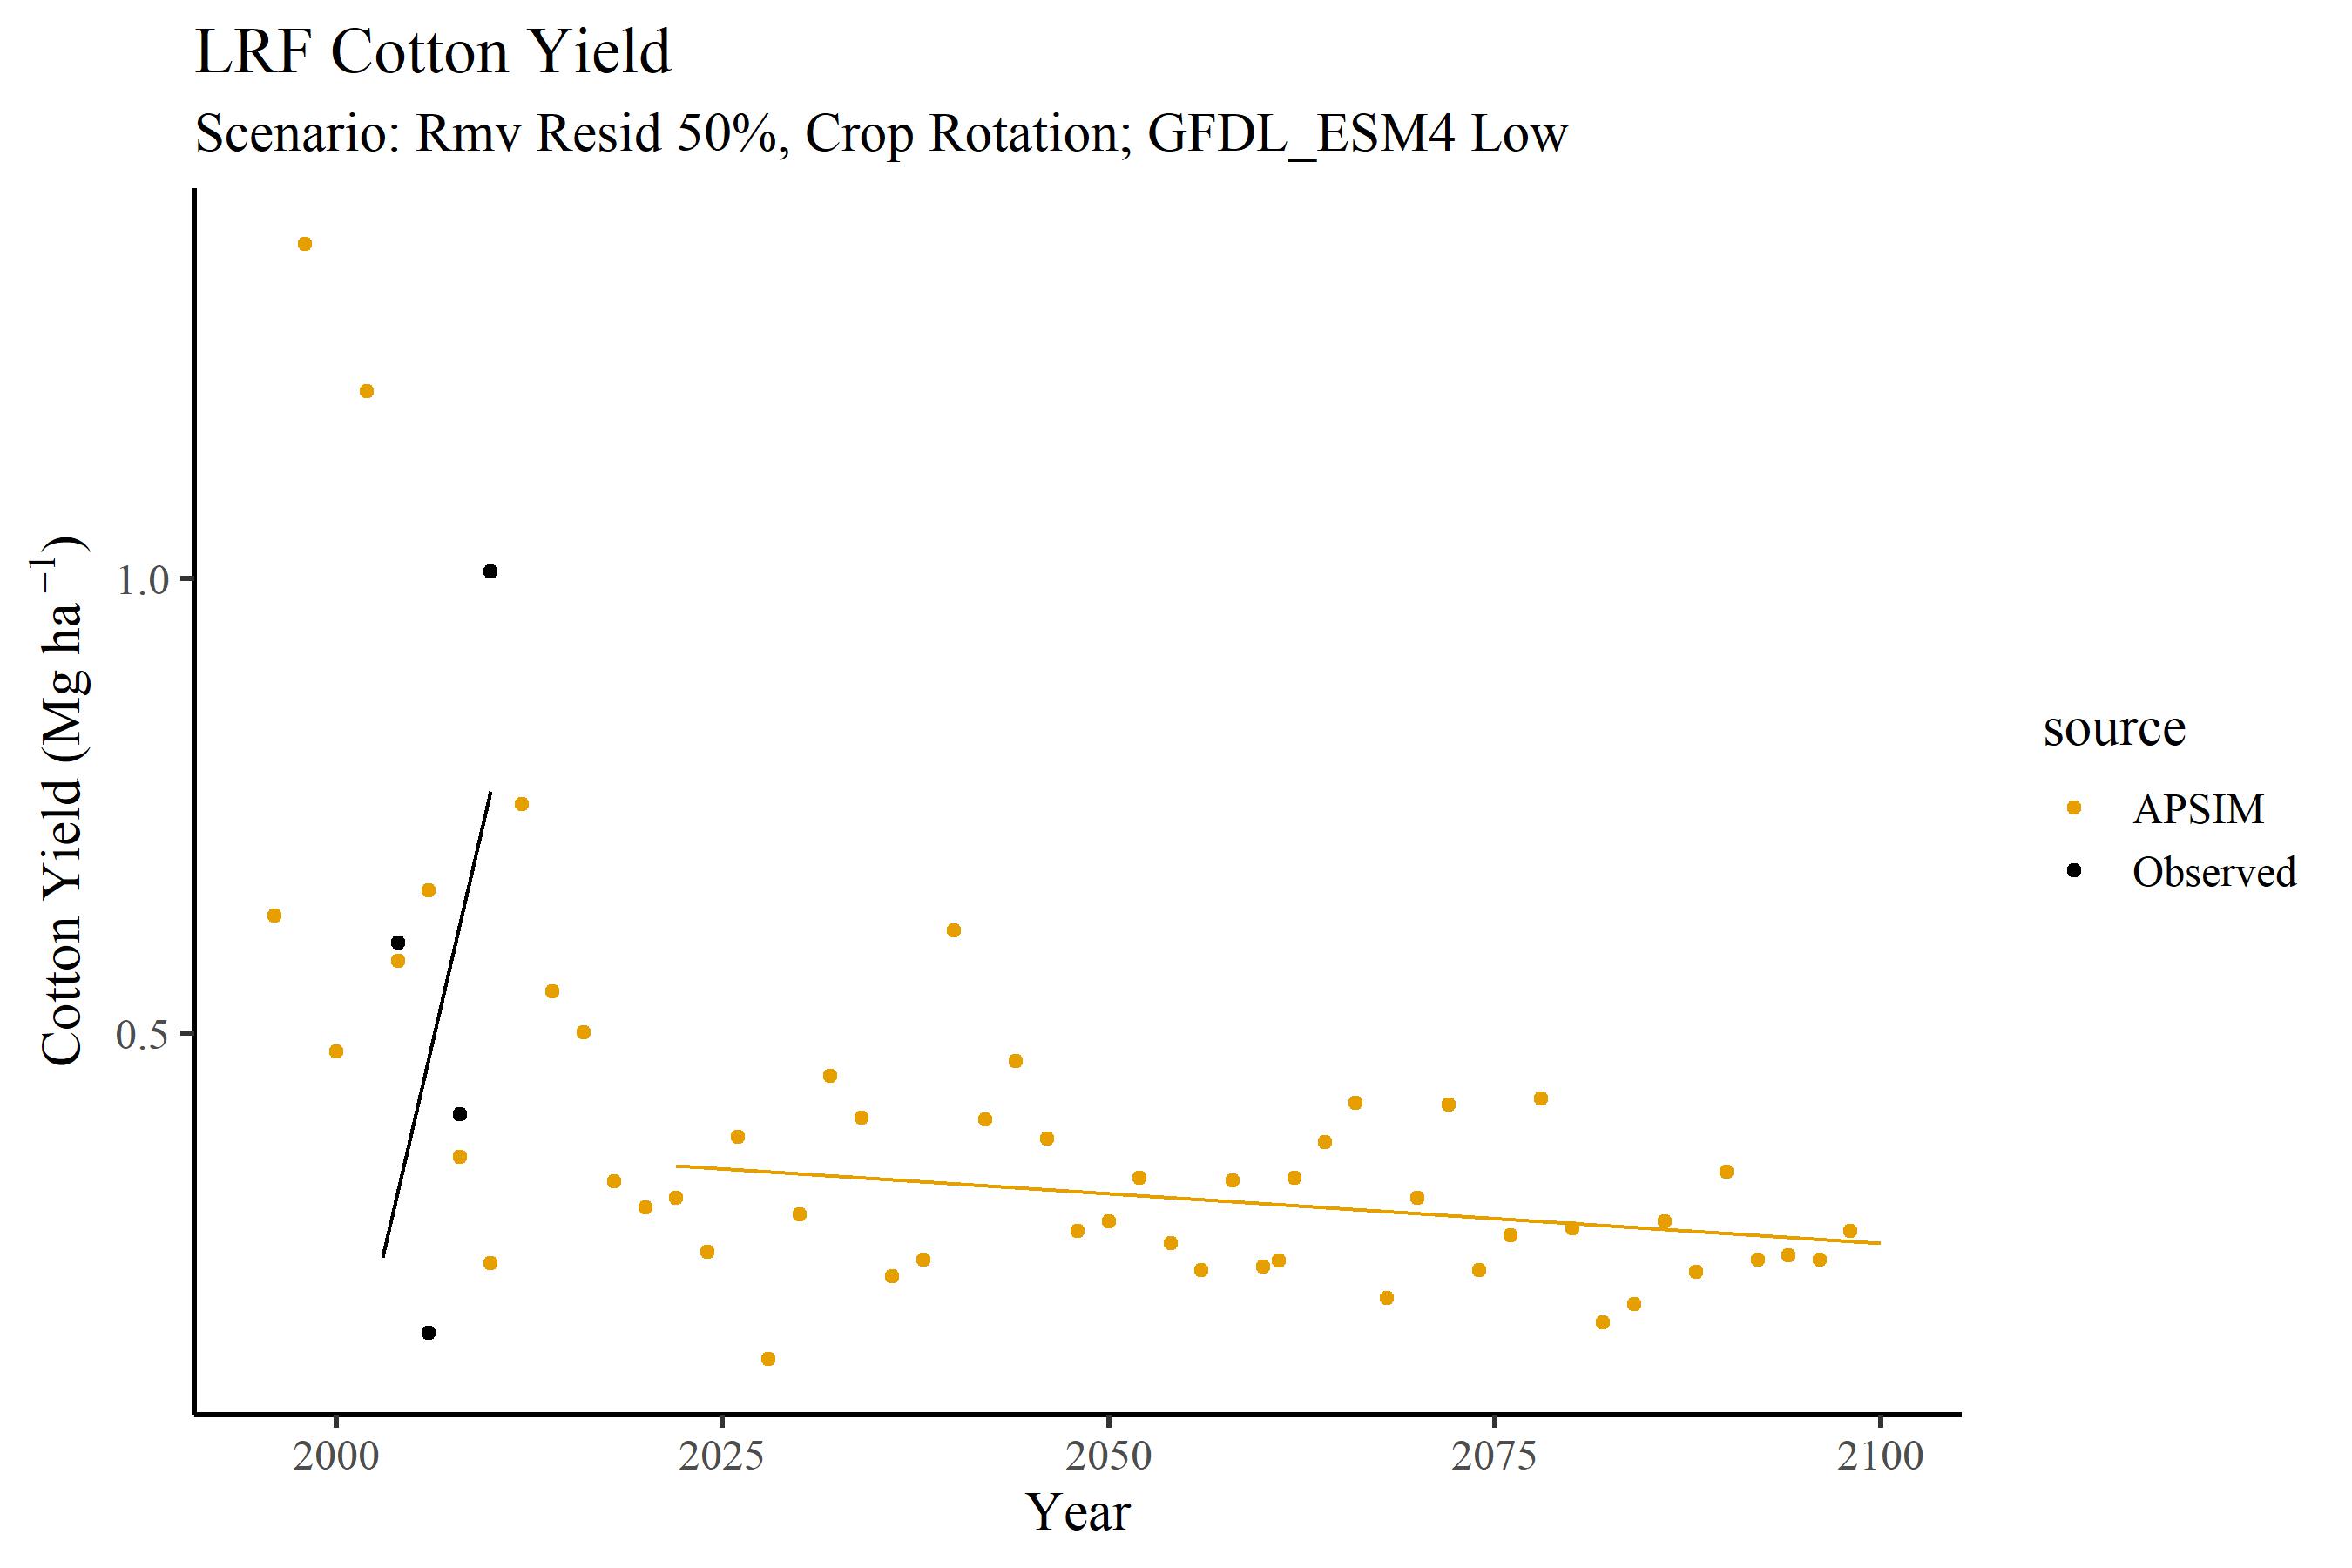 LRF Cotton Yield
Scenario: Rmv Resid 50%, Crop Rotation; GFDL_ESM4 Low
Cotton Yield (Mg ha⁻¹)
1.0
0.5
2000 2025 2050 2075 2100
Year
source
APSIM
Observed